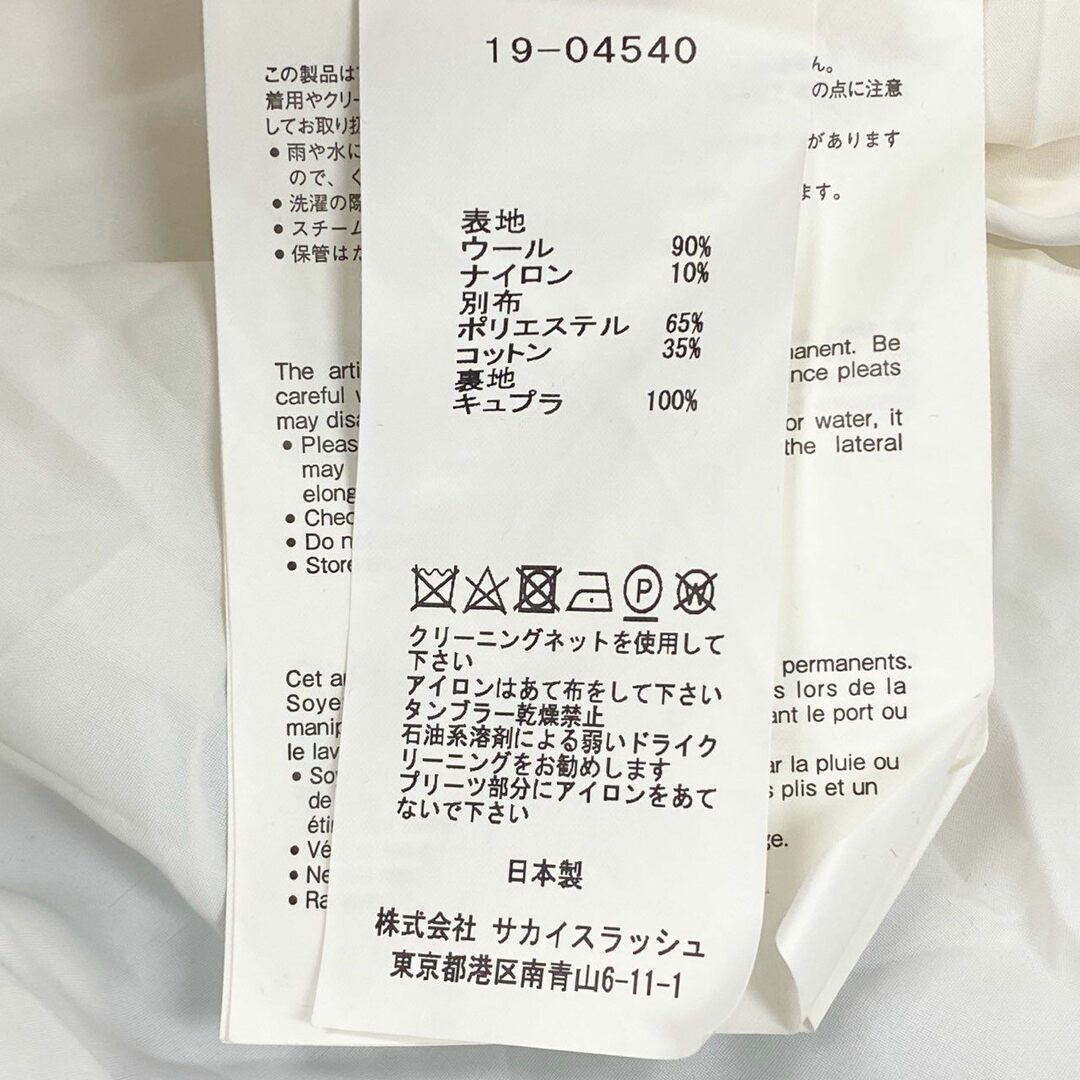 19-04540
表地
ウール 90%
ナイロン 10%
別布
ポリエステル 65%
コットン 35%
裏地
キュプラ 100%
P
W
クリーニングネットを使用して
下さい
アイロンはあて布をして下さい
タンブラー乾燥禁止
石油系溶剤による弱いドライク
リーニングをお勧めします
プリーツ部分にアイロンをあて
ないで下さい
日本製
株式会社 サカイスラッシュ
東京都港区南青山6-11-1
この製品は
ん。
着用やクリー
の点に注意
してお取り扱
● 雨や水に
があります
ので、く
● 洗濯の際
ます。
● スチーム
● 保管はた
The arti
anent. Be
careful
nce pleats
may disa
● Pleas
or water, it
may
the lateral
elong
● Chec
● Do n
● Store
Cet a
permanents.
Soye
s lors de la
manip
ant le port ou
le lav
● So
ar la pluie ou
de
s plis et un
étir
● Vé
ge.
● Ne
● Ra